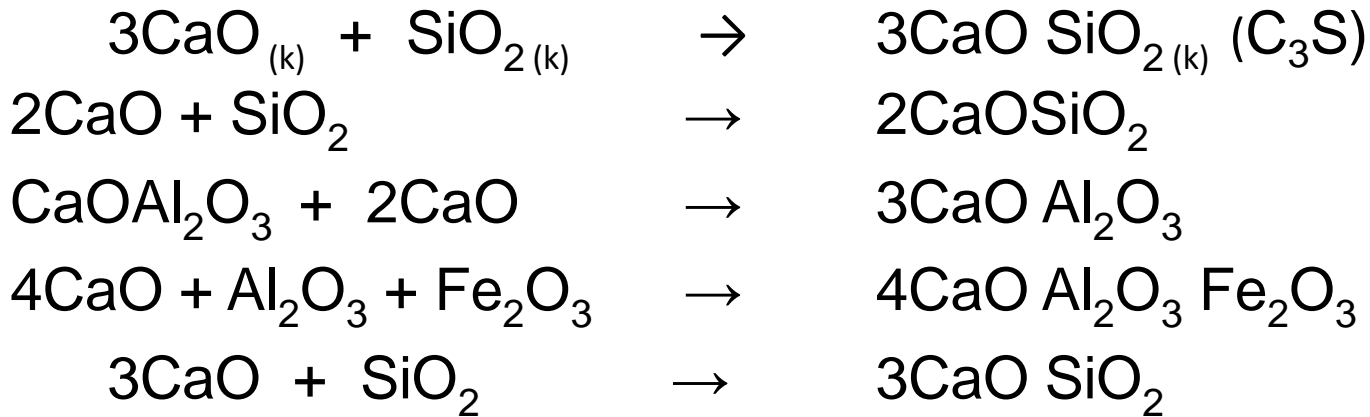 3CaO (k) + SiO₂ (k) → 3CaO SiO₂ (k) (C₃S)
2CaO + SiO₂ → 2CaOSiO₂
CaOAl₂O₃ + 2CaO → 3CaO Al₂O₃
4CaO + Al₂O₃ + Fe₂O₃ → 4CaO Al₂O₃ Fe₂O₃
3CaO + SiO₂ → 3CaO SiO₂